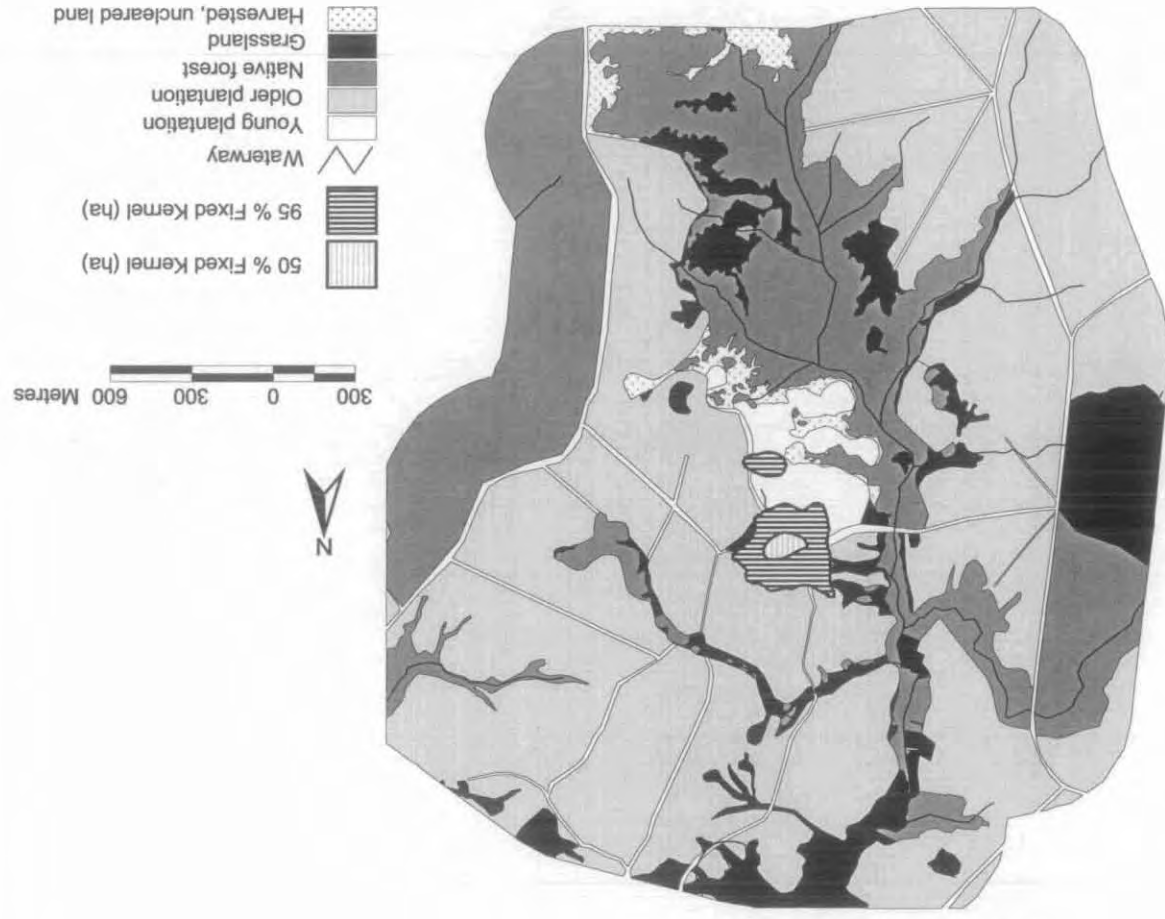 N
300 0 300 600 Metres
50 % Fixed Kernel (ha)
95 % Fixed Kernel (ha)
Waterway
Young plantation
Older plantation
Native forest
Grassland
Harvested, uncleared land